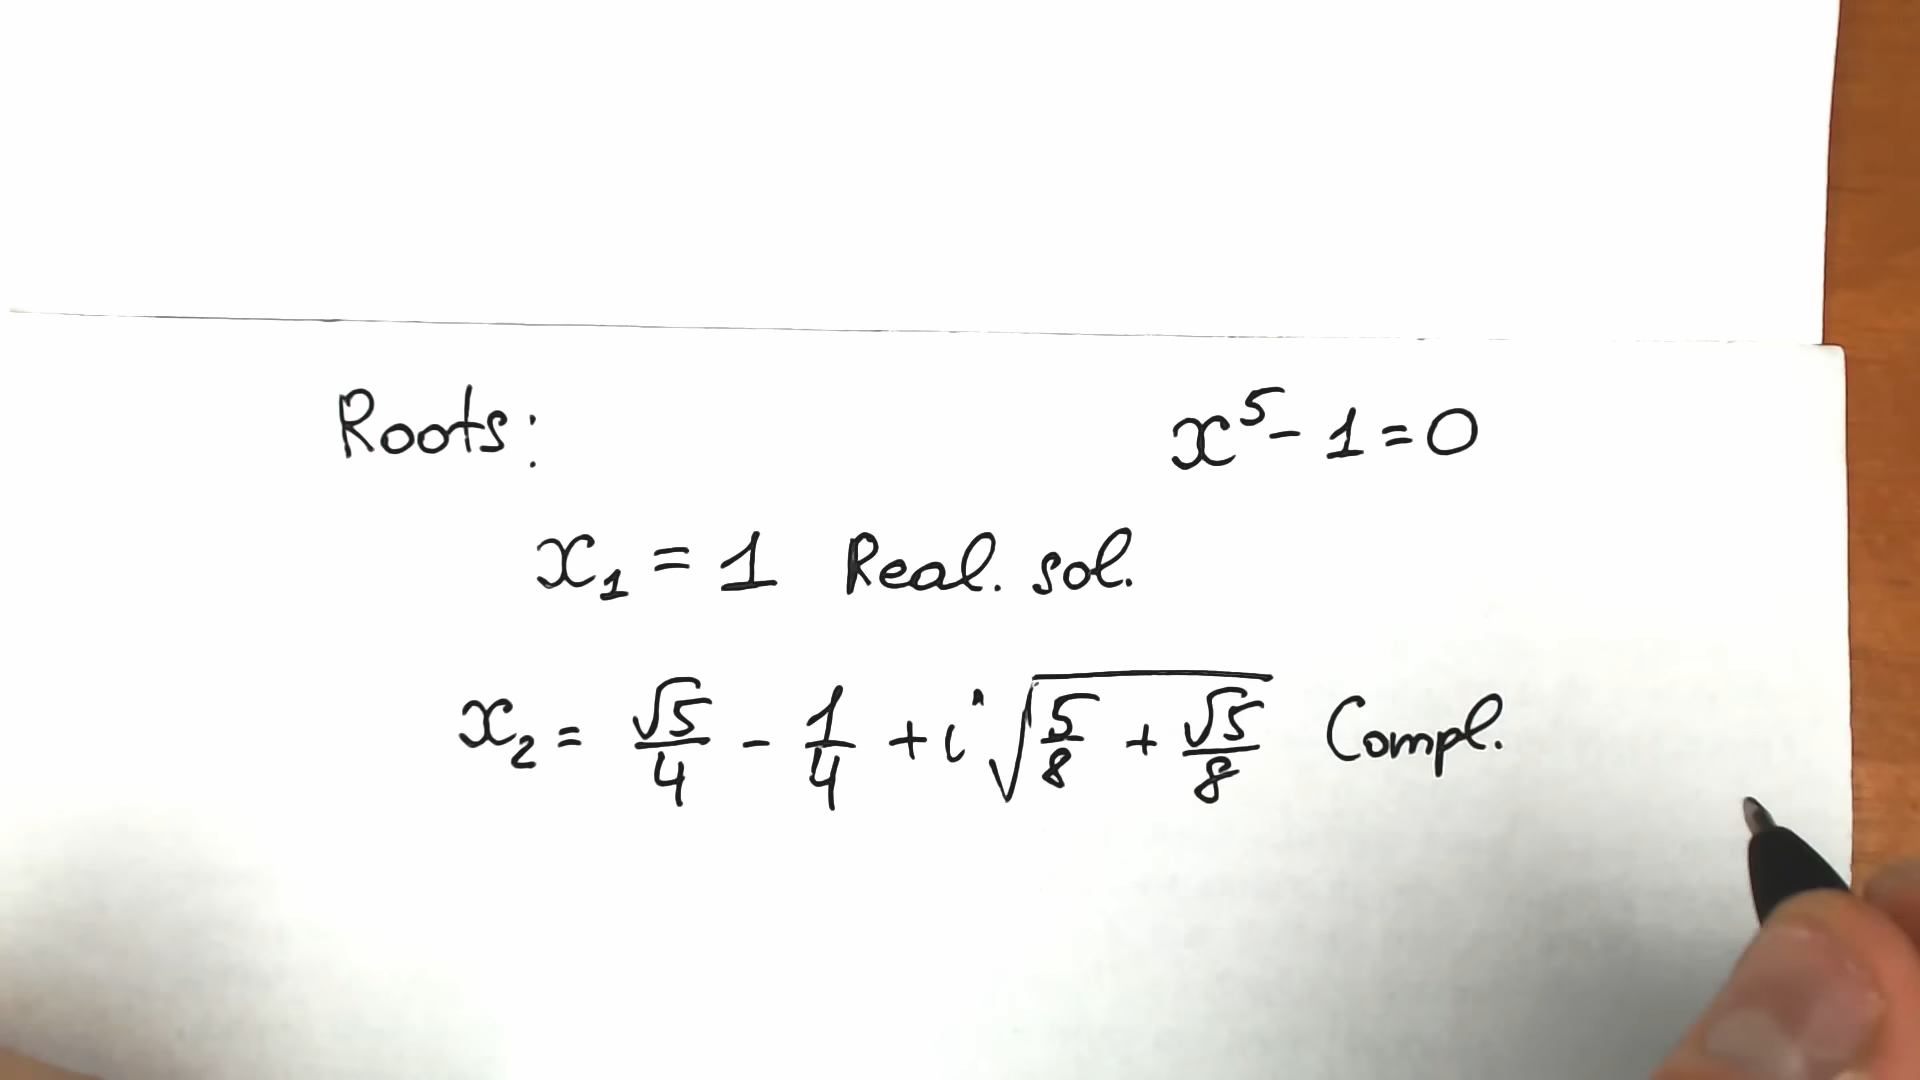 Roots: x⁵ - 1 = 0
x₁ = 1 Real. sol.
x₂ = √5/4 - 1/4 + i √(5/8 + √5/8) Compl.